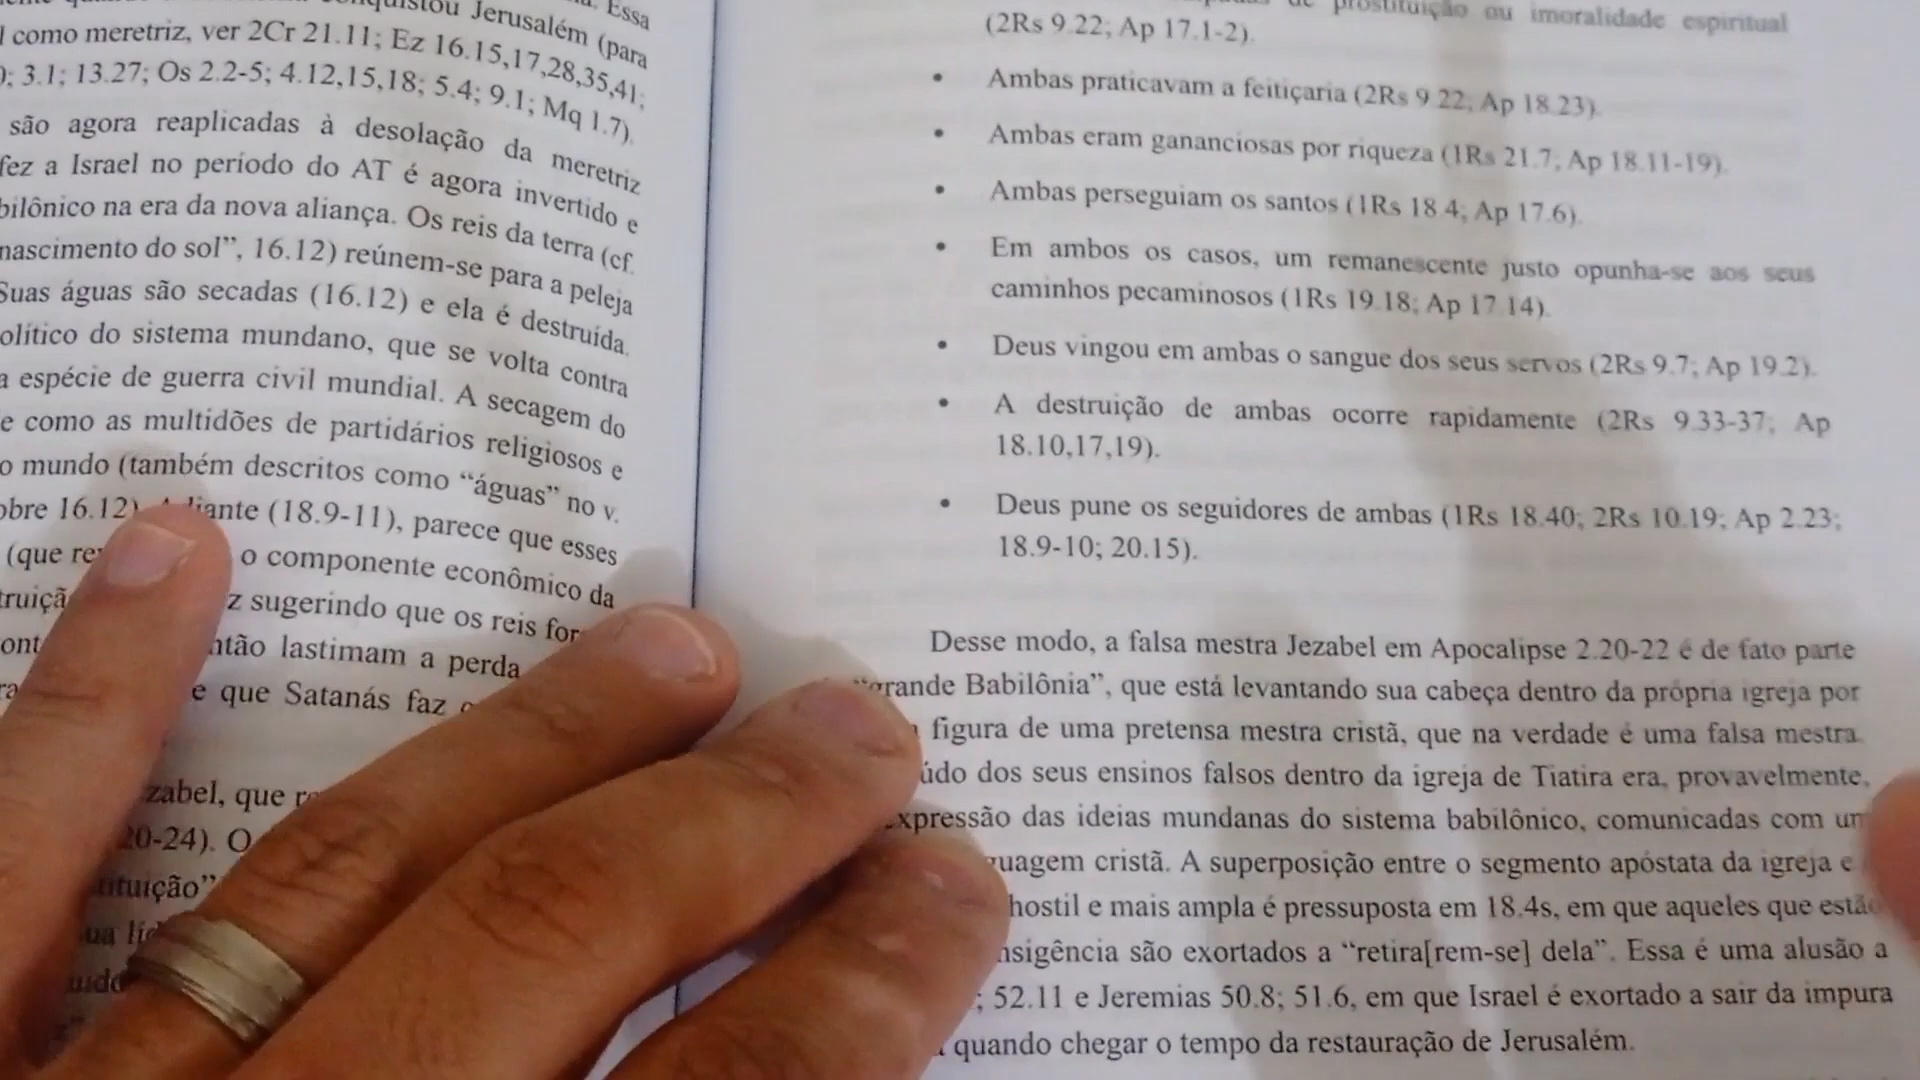 Essa
conquistou Jerusalém (para
como meretriz, ver 2Cr 21.11; Ez 16.15,17,28,35,41;
3.1; 13.27; Os 2.2-5; 4.12,15,18; 5.4; 9.1; Mq 1.7).
são agora reaplicadas à desolação da meretriz
fez a Israel no período do AT é agora invertido e
bilônico na era da nova aliança. Os reis da terra (cf.
nascimento do sol”, 16.12) reúnem-se para a peleja
Suas águas são secadas (16.12) e ela é destruída.
olítico do sistema mundano, que se volta contra
a espécie de guerra civil mundial. A secagem do
e como as multidões de partidários religiosos e
o mundo (também descritos como “águas” no v.
obre 16.12). Adiante (18.9-11), parece que esses
(que re o componente econômico da
truiçã z sugerindo que os reis for
ont ntão lastimam a perda
ra e que Satanás faz
zabel, que r
20-24). O
tituição”
ua líd
uido
prostituição ou imoralidade espiritual
(2Rs 9.22; Ap 17.1-2).
• Ambas praticavam a feitiçaria (2Rs 9.22; Ap 18.23).
• Ambas eram gananciosas por riqueza (1Rs 21.7; Ap 18.11-19).
• Ambas perseguiam os santos (1Rs 18.4; Ap 17.6).
• Em ambos os casos, um remanescente justo opunha-se aos seus
caminhos pecaminosos (1Rs 19.18; Ap 17.14).
• Deus vingou em ambas o sangue dos seus servos (2Rs 9.7; Ap 19.2).
• A destruição de ambas ocorre rapidamente (2Rs 9.33-37; Ap
18.10,17,19).
• Deus pune os seguidores de ambas (1Rs 18.40; 2Rs 10.19; Ap 2.23;
18.9-10; 20.15).
Desse modo, a falsa mestra Jezabel em Apocalipse 2.20-22 é de fato parte
“grande Babilônia”, que está levantando sua cabeça dentro da própria igreja por
figura de uma pretensa mestra cristã, que na verdade é uma falsa mestra.
údo dos seus ensinos falsos dentro da igreja de Tiatira era, provavelmente,
expressão das ideias mundanas do sistema babilônico, comunicadas com um
guagem cristã. A superposição entre o segmento apóstata da igreja e
hostil e mais ampla é pressuposta em 18.4s, em que aqueles que estão
nsigência são exortados a “retira[rem-se] dela”. Essa é uma alusão a
; 52.11 e Jeremias 50.8; 51.6, em que Israel é exortado a sair da impura
quando chegar o tempo da restauração de Jerusalém.